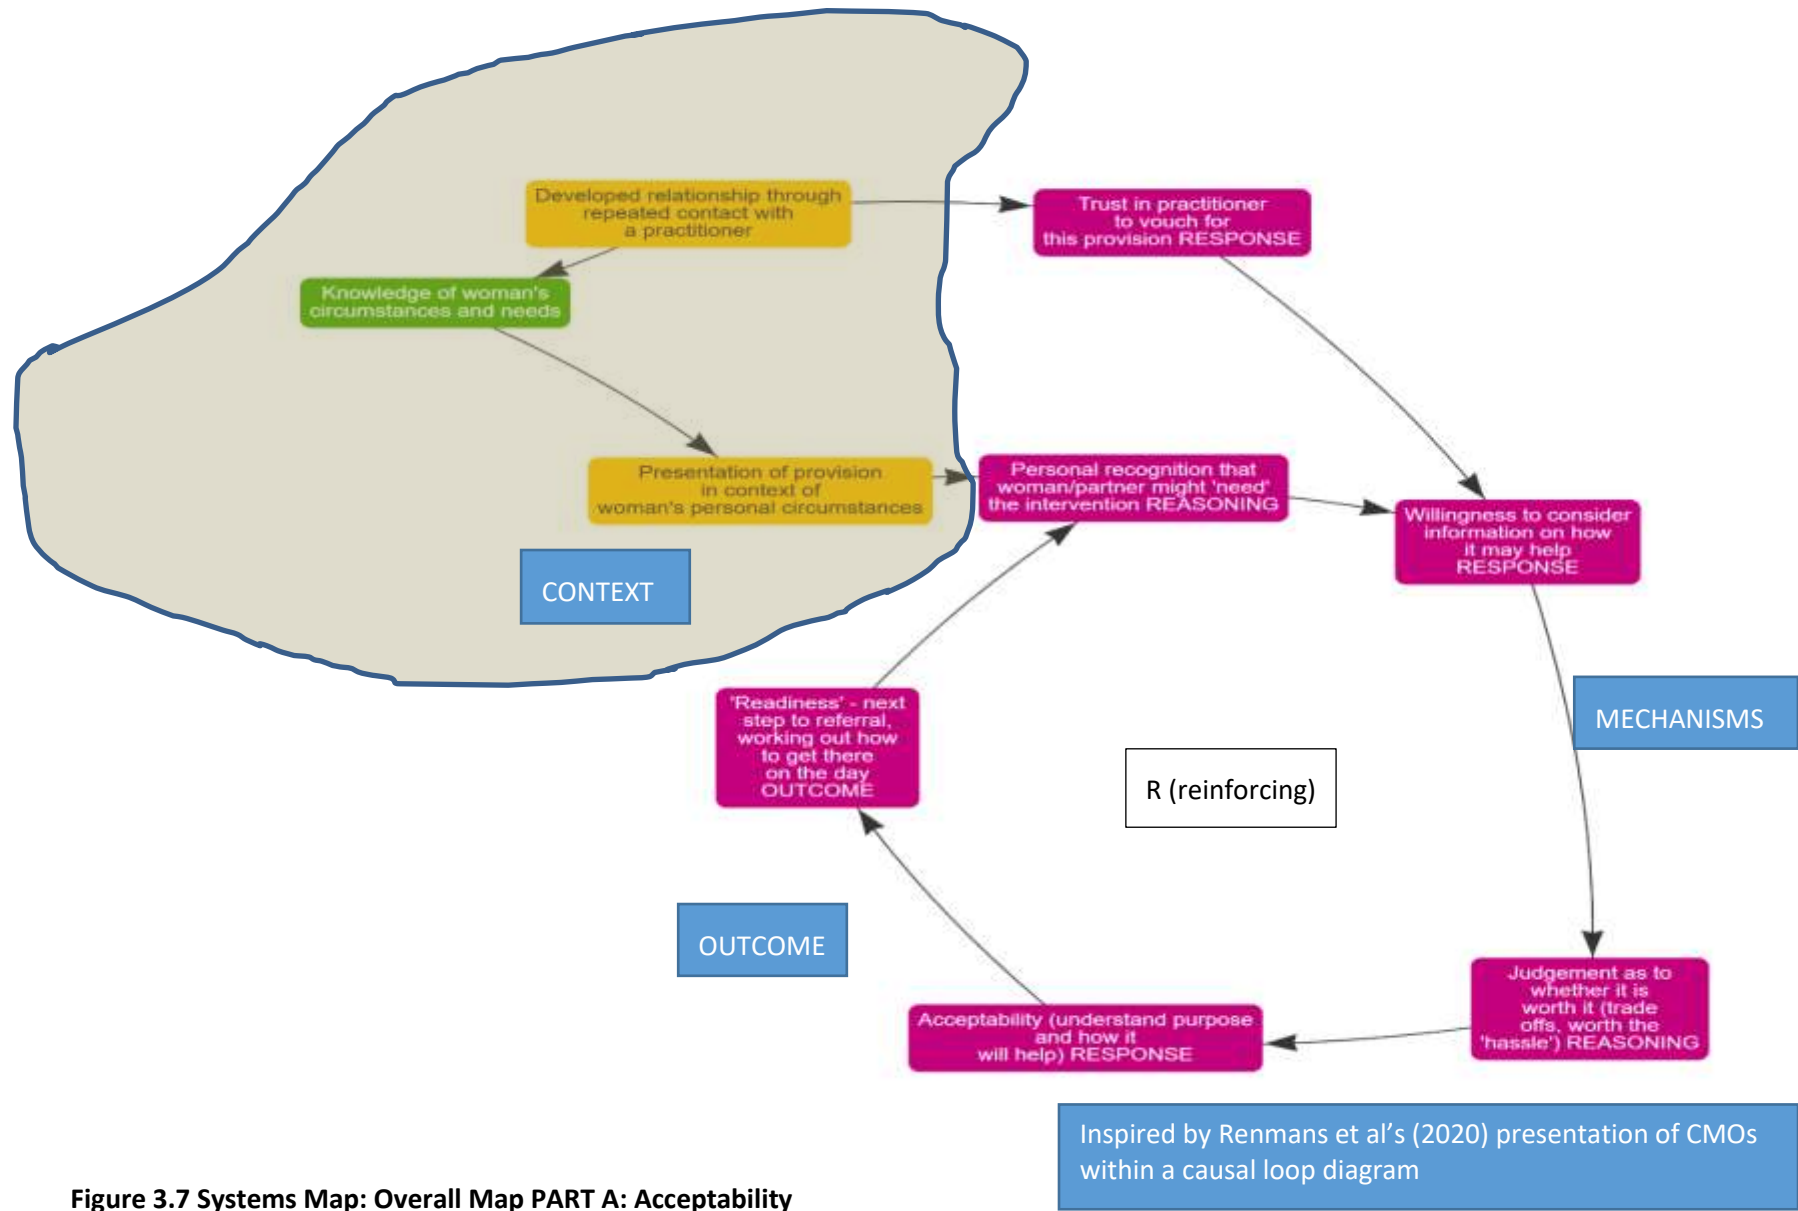 Developed relationship through
repeated contact with
a practitioner
Trust in practitioner
to vouch for
this provision RESPONSE
Knowledge of woman's
circumstances and needs
Presentation of provision
in context of
woman's personal circumstances
Personal recognition that
woman/partner might 'need'
the intervention REASONING
Willingness to consider
information on how
it may help
RESPONSE
CONTEXT
'Readiness' - next
step to referral,
working out how
to get there
on the day
OUTCOME
MECHANISMS
R (reinforcing)
OUTCOME
Judgement as to
whether it is
worth it (trade
offs, worth the
'hassle') REASONING
Acceptability (understand purpose
and how it
will help) RESPONSE
Inspired by Renmans et al’s (2020) presentation of CMOs
within a causal loop diagram
Figure 3.7 Systems Map: Overall Map PART A: Acceptability